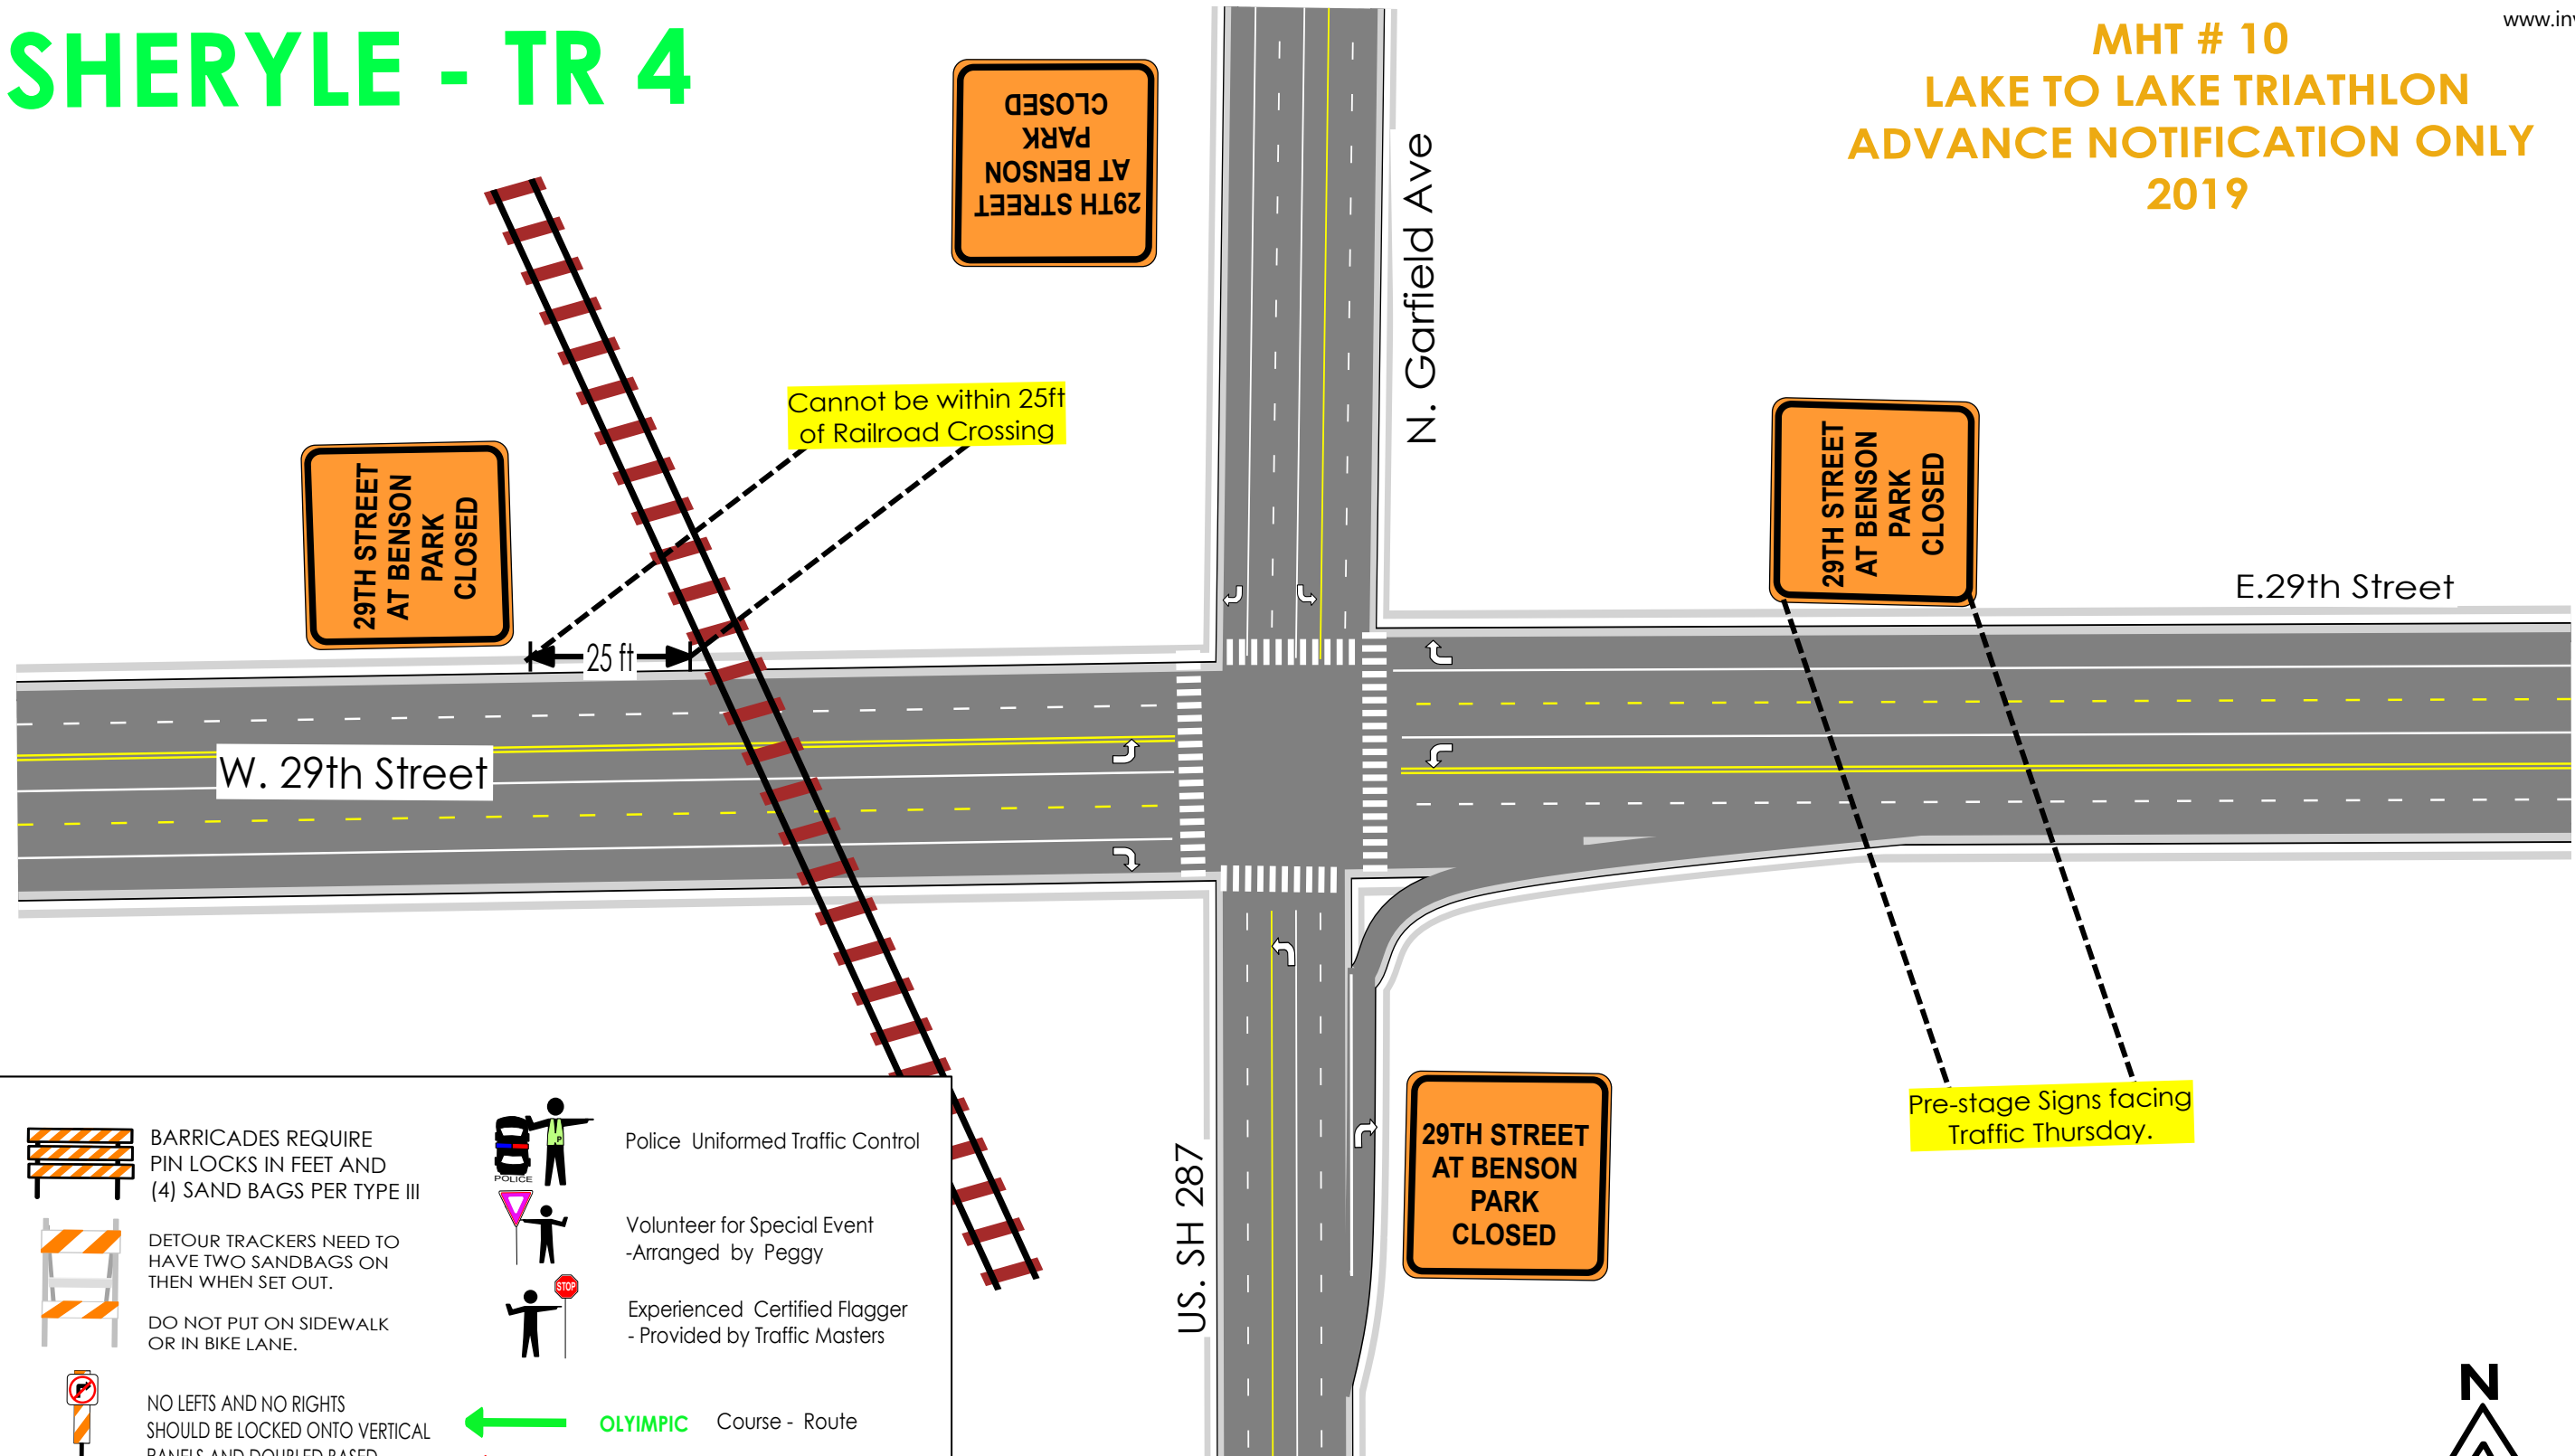 SHERYLE - TR 4
MHT # 10
LAKE TO LAKE TRIATHLON
ADVANCE NOTIFICATION ONLY
2019
29TH STREET
AT BENSON
PARK
CLOSED
N. Garfield Ave
Cannot be within 25ft
of Railroad Crossing
29TH STREET
AT BENSON
PARK
CLOSED
29TH STREET
AT BENSON
PARK
CLOSED
E.29th Street
25 ft
W. 29th Street
Pre-stage Signs facing
Traffic Thursday.
29TH STREET
AT BENSON
PARK
CLOSED
US. SH 287
BARRICADES REQUIRE
PIN LOCKS IN FEET AND
(4) SAND BAGS PER TYPE III
DETOUR TRACKERS NEED TO
HAVE TWO SANDBAGS ON
THEN WHEN SET OUT.
DO NOT PUT ON SIDEWALK
OR IN BIKE LANE.
NO LEFTS AND NO RIGHTS
SHOULD BE LOCKED ONTO VERTICAL
PANELS AND DOUBLED BASED
P
POLICE
Police Uniformed Traffic Control
Volunteer for Special Event
-Arranged by Peggy
STOP
Experienced Certified Flagger
- Provided by Traffic Masters
OLYIMPIC Course - Route
N